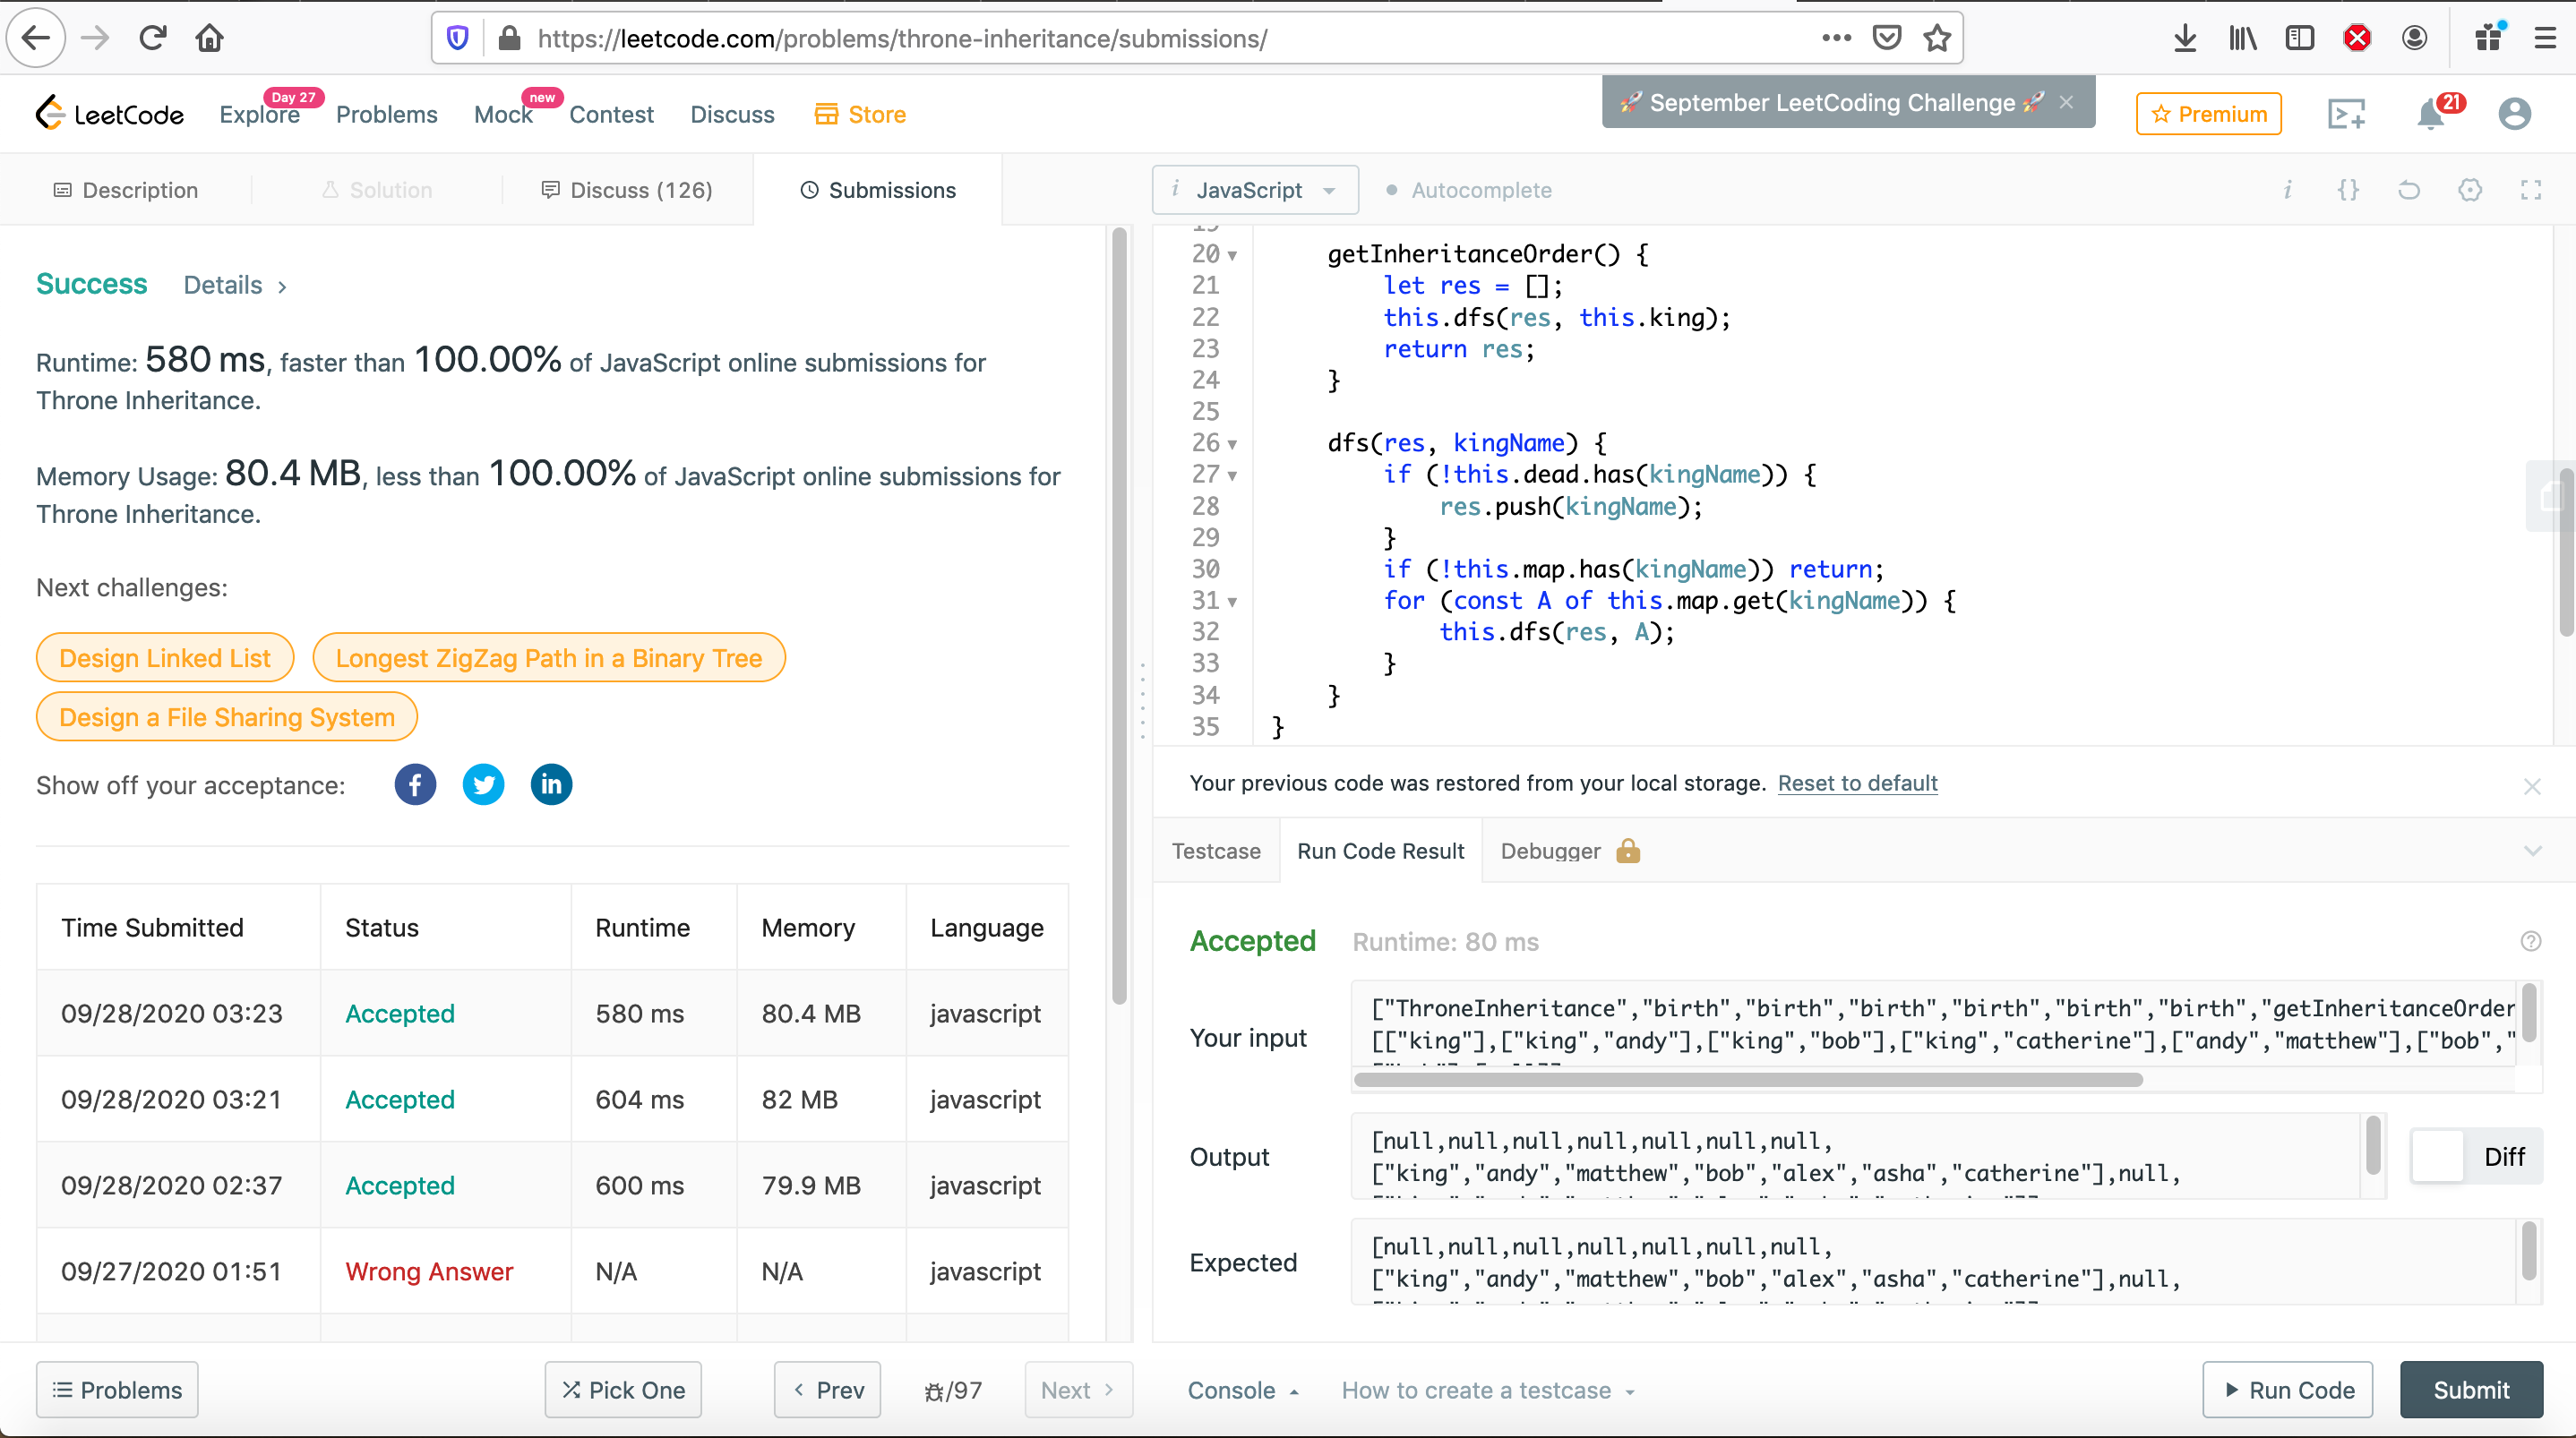 https://leetcode.com/problems/throne-inheritance/submissions/
LeetCode
Explore
Day 27
Problems
Mock
new
Contest
Discuss
Store
🚀 September LeetCoding Challenge 🚀
Premium
21
Description
Solution
Discuss (126)
Submissions
i JavaScript
Autocomplete
Success Details
Runtime: 580 ms, faster than 100.00% of JavaScript online submissions for
Throne Inheritance.
Memory Usage: 80.4 MB, less than 100.00% of JavaScript online submissions for
Throne Inheritance.
Next challenges:
Design Linked List
Longest ZigZag Path in a Binary Tree
Design a File Sharing System
Show off your acceptance:
Time Submitted Status Runtime Memory Language
09/28/2020 03:23 Accepted 580 ms 80.4 MB javascript
09/28/2020 03:21 Accepted 604 ms 82 MB javascript
09/28/2020 02:37 Accepted 600 ms 79.9 MB javascript
09/27/2020 01:51 Wrong Answer N/A N/A javascript
20 getInheritanceOrder() {
21 let res = [];
22 this.dfs(res, this.king);
23 return res;
24 }
25
26 dfs(res, kingName) {
27 if (!this.dead.has(kingName)) {
28 res.push(kingName);
29 }
30 if (!this.map.has(kingName)) return;
31 for (const A of this.map.get(kingName)) {
32 this.dfs(res, A);
33 }
34 }
35 }
Your previous code was restored from your local storage. Reset to default
Testcase
Run Code Result
Debugger
Accepted Runtime: 80 ms
Your input
["ThroneInheritance","birth","birth","birth","birth","birth","birth","getInheritanceOrder
[["king"],["king","andy"],["king","bob"],["king","catherine"],["andy","matthew"],["bob","
Output
[null,null,null,null,null,null,null,
["king","andy","matthew","bob","alex","asha","catherine"],null,
Diff
Expected
[null,null,null,null,null,null,null,
["king","andy","matthew","bob","alex","asha","catherine"],null,
Problems
Pick One
Prev
/97
Next
Console
How to create a testcase
Run Code
Submit